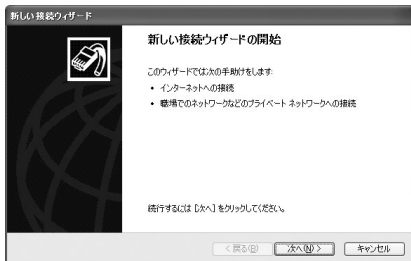 新しい接続ウィザード
新しい接続ウィザードの開始
このウィザードでは次の手助けをします:
• インターネットへの接続
• 職場でのネットワークなどのプライベート ネットワークへの接続
続行するには [次へ] をクリックしてください。
< 戻る(B)
次へ(N) >
キャンセル